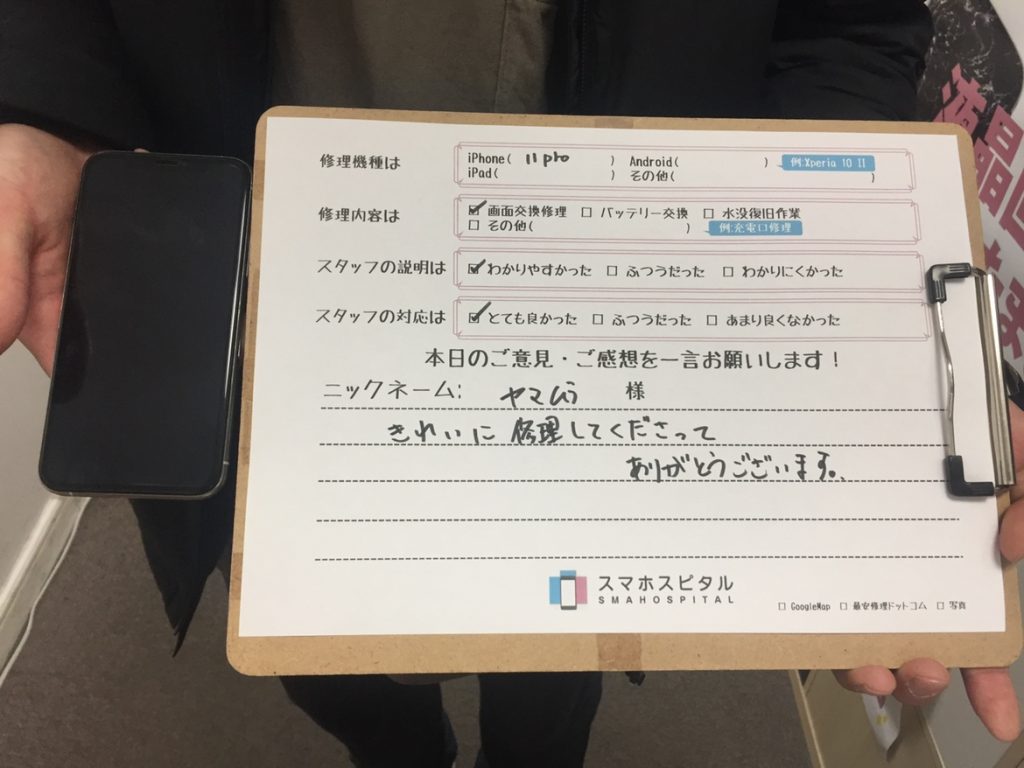 修理機種は
iPhone( 11 pro ) Android( ) 例:Xperia 10 II
iPad( ) その他( )
修理内容は
☑ 画面交換修理 □ バッテリー交換 □ 水没復旧作業
□ その他( ) 例:充電口修理
スタッフの説明は ☑ わかりやすかった □ ふつうだった □ わかりにくかった
スタッフの対応は ☑ とても良かった □ ふつうだった □ あまり良くなかった
本日のご意見・ご感想を一言お願いします!
ニックネーム: ヤマムラ 様
きれいに修理してくださって
ありがとうございます。
スマホスピタル
SMAHOSPITAL
□ GoogleMap □ 最安修理ドットコム □ 写真
液晶